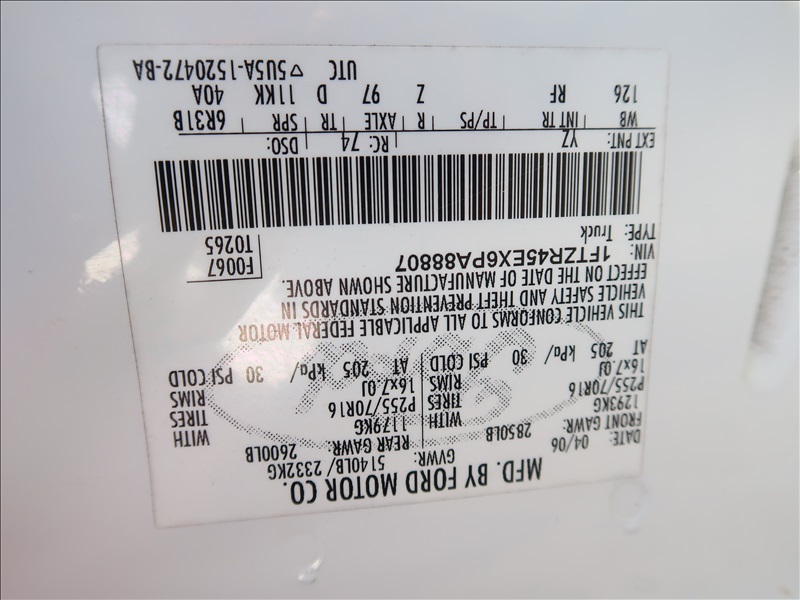 MFD. BY FORD MOTOR CO.
DATE: 04/06 GVWR: 5140LB/ 2332KG
FRONT GAWR: 2850LB REAR GAWR: 2600LB
1293KG WITH 1179KG WITH
P255/70R16 TIRES P255/70R16 TIRES
16x7.0J RIMS 16x7.0J RIMS
AT 205 kPa/ 30 PSI COLD AT 205 kPa/ 30 PSI COLD
THIS VEHICLE CONFORMS TO ALL APPLICABLE FEDERAL MOTOR
VEHICLE SAFETY AND THEFT PREVENTION STANDARDS IN
EFFECT ON THE DATE OF MANUFACTURE SHOWN ABOVE.
VIN: 1FTZR45EX6PA88807 F0067
TYPE: Truck T0265
EXT PNT: YZ RC: 74 DSO:
WB INT TR TP/PS R AXLE TR SPR 6R31B
126 RF Z 97 D 11KK 40A
UTC ▽ 5U5A-1520472-BA